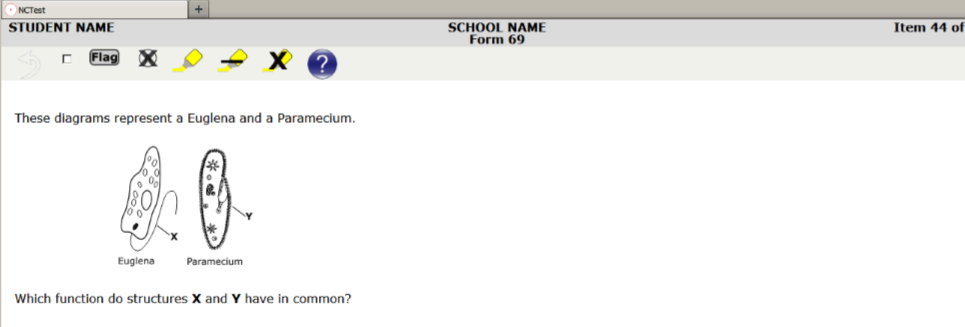 NCTest
+
STUDENT NAME
SCHOOL NAME
Item 44 of
Form 69
Flag
X
X
?
These diagrams represent a Euglena and a Paramecium.
X
Y
Euglena
Paramecium
Which function do structures X and Y have in common?